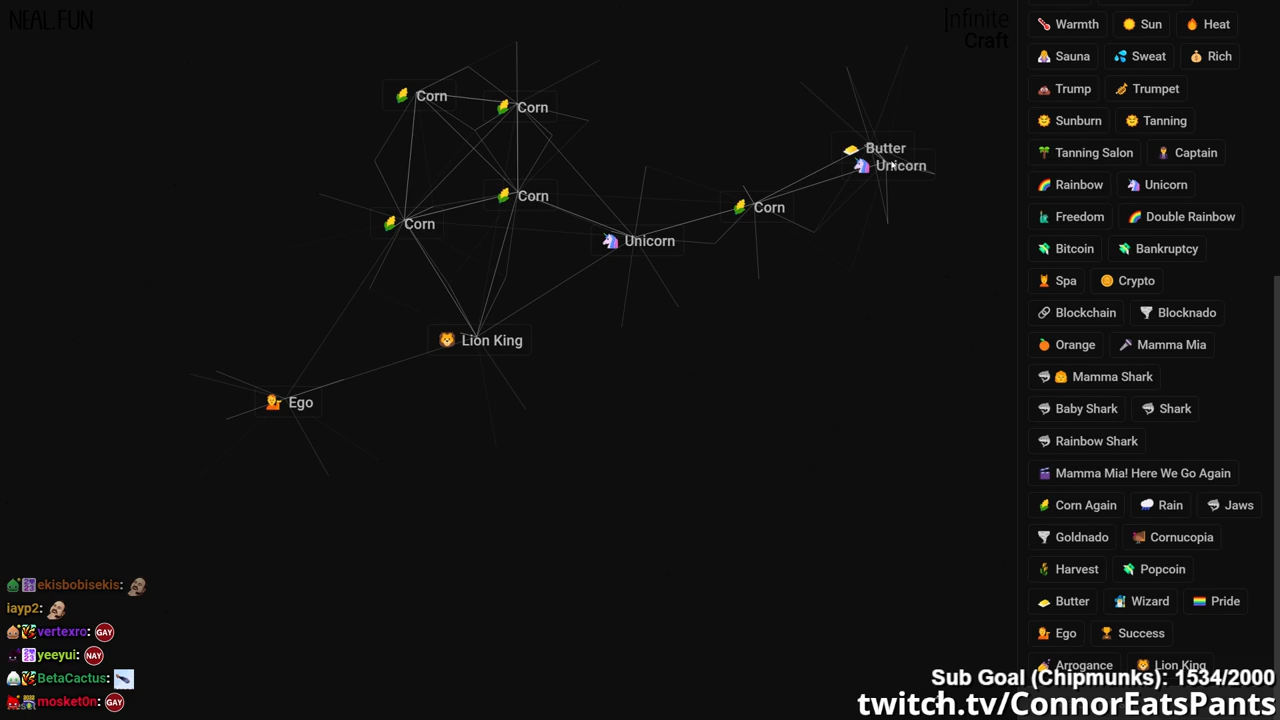 NEAL.FUN
Infinite
Craft
Corn
Corn
Corn
Corn
Unicorn
Corn
Butter
Unicorn
Lion King
Ego
Warmth Sun Heat
Sauna Sweat Rich
Trump Trumpet
Sunburn Tanning
Tanning Salon Captain
Rainbow Unicorn
Freedom Double Rainbow
Bitcoin Bankruptcy
Spa Crypto
Blockchain Blocknado
Orange Mamma Mia
Mamma Shark
Baby Shark Shark
Rainbow Shark
Mamma Mia! Here We Go Again
Corn Again Rain Jaws
Goldnado Cornucopia
Harvest Popcoin
Butter Wizard Pride
Ego Success
Arrogance Lion King
ekisbobisekis:
iayp2:
vertexro: GAY
yeeyui: NAY
BetaCactus:
mosket0n: GAY
Sub Goal (Chipmunks): 1534/2000
twitch.tv/ConnorEatsPants